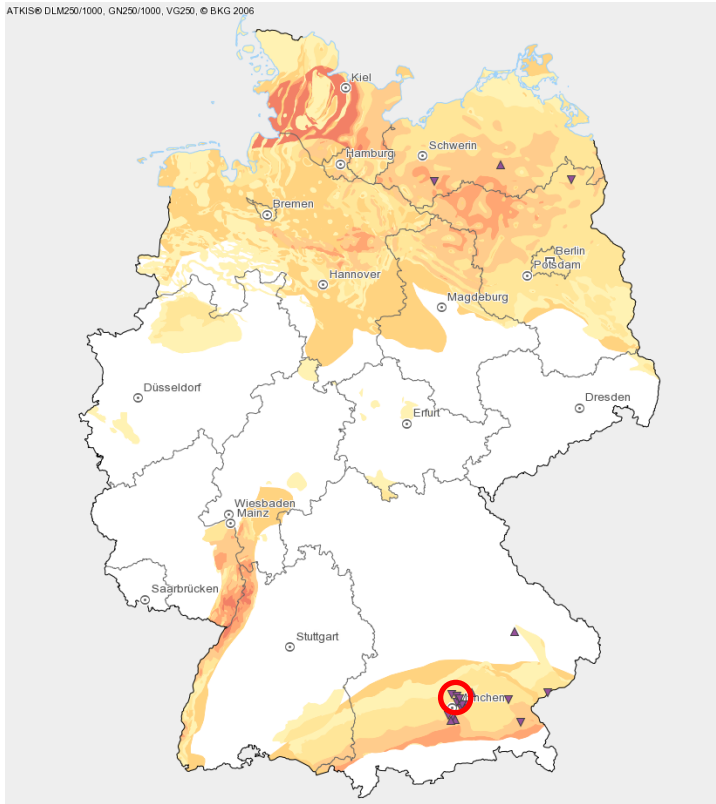 ATKIS® DLM250/1000, GN250/1000, VG250, © BKG 2006
Kiel
Schwerin
Hamburg
Bremen
Berlin
Potsdam
Hannover
Magdeburg
Düsseldorf
Dresden
Erfurt
Wiesbaden
Mainz
Saarbrücken
Stuttgart
München